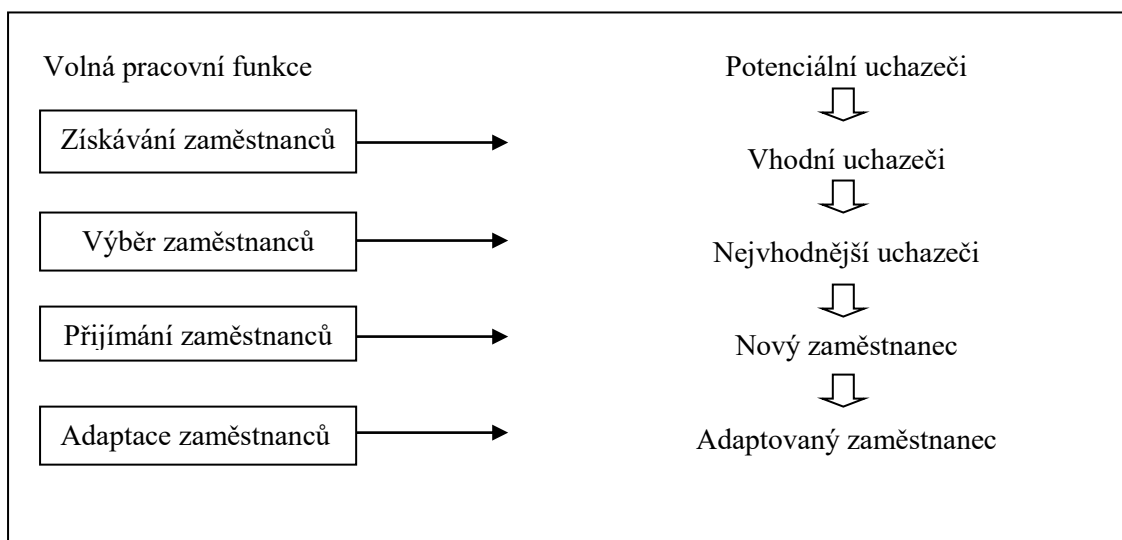 Volná pracovní funkce
Potenciální uchazeči
Získávání zaměstnanců
Vhodní uchazeči
Výběr zaměstnanců
Nejvhodnější uchazeči
Přijímání zaměstnanců
Nový zaměstnanec
Adaptace zaměstnanců
Adaptovaný zaměstnanec